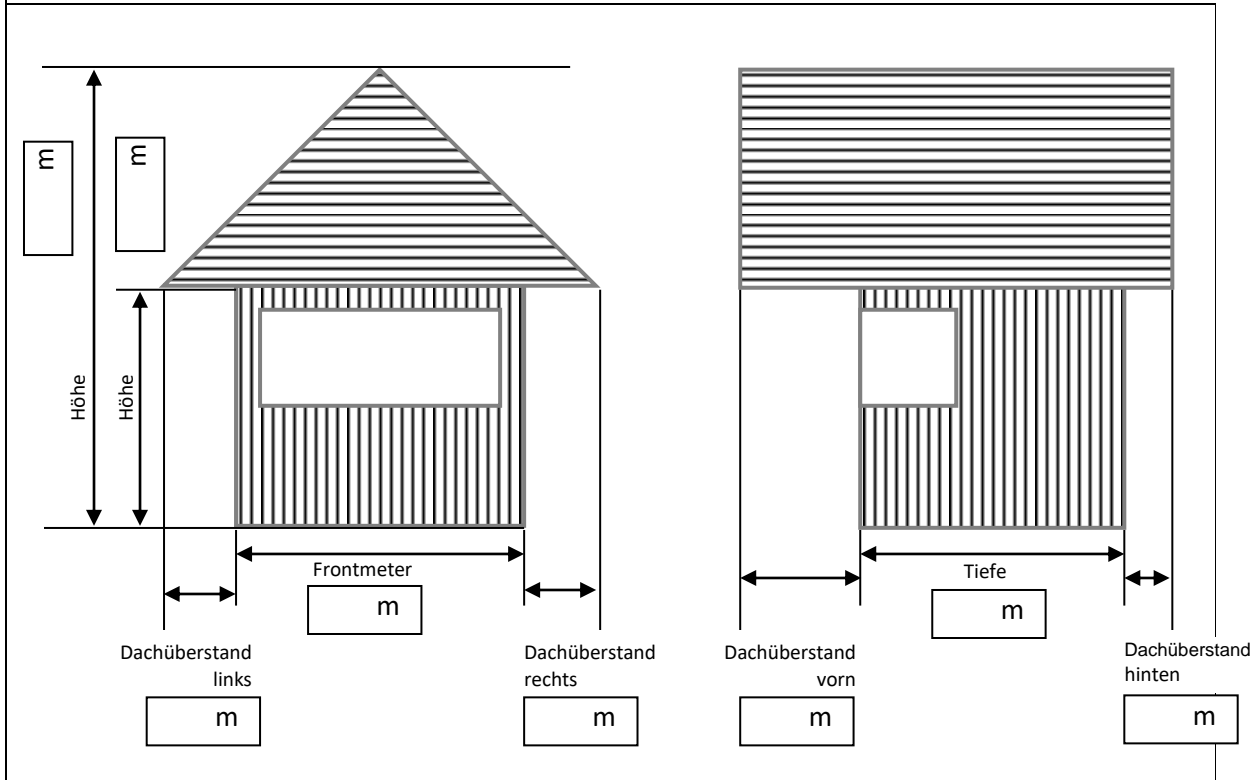 m
m
Höhe
Höhe
Frontmeter
m
Tiefe
m
Dachüberstand
links
m
Dachüberstand
rechts
m
Dachüberstand
vorn
m
Dachüberstand
hinten
m